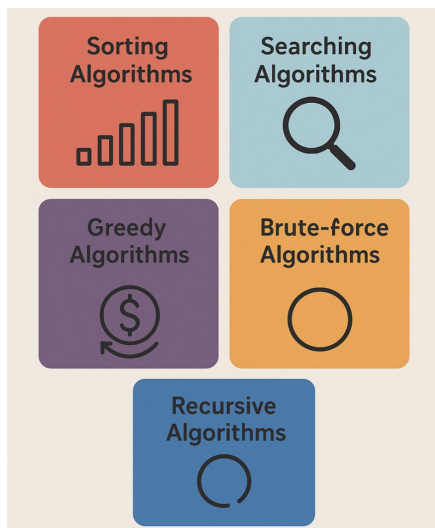 Sorting
Algorithms
Searching
Algorithms
$
Greedy
Algorithms
Brute-force
Algorithms
Recursive
Algorithms